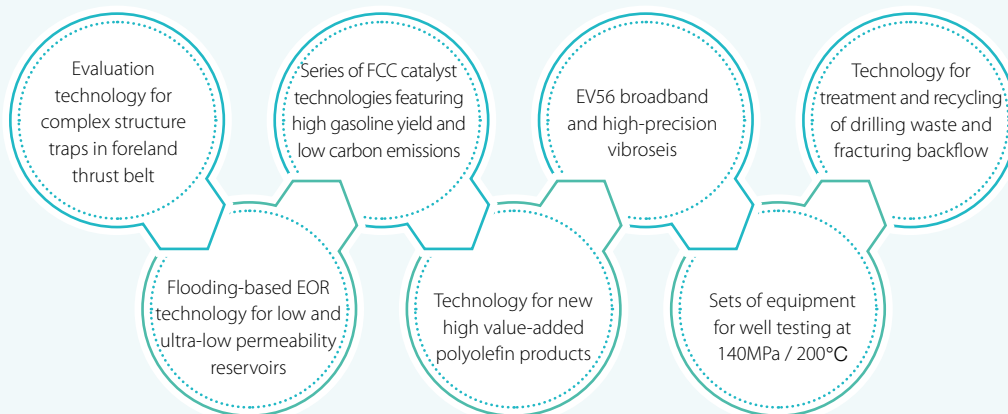 Evaluation
technology for
complex structure
traps in foreland
thrust belt
Series of FCC catalyst
technologies featuring
high gasoline yield and
low carbon emissions
EV56 broadband
and high-precision
vibroseis
Technology for
treatment and recycling
of drilling waste and
fracturing backflow
Flooding-based EOR
technology for low and
ultra-low permeability
reservoirs
Technology for new
high value-added
polyolefin products
Sets of equipment
for well testing at
140MPa / 200℃